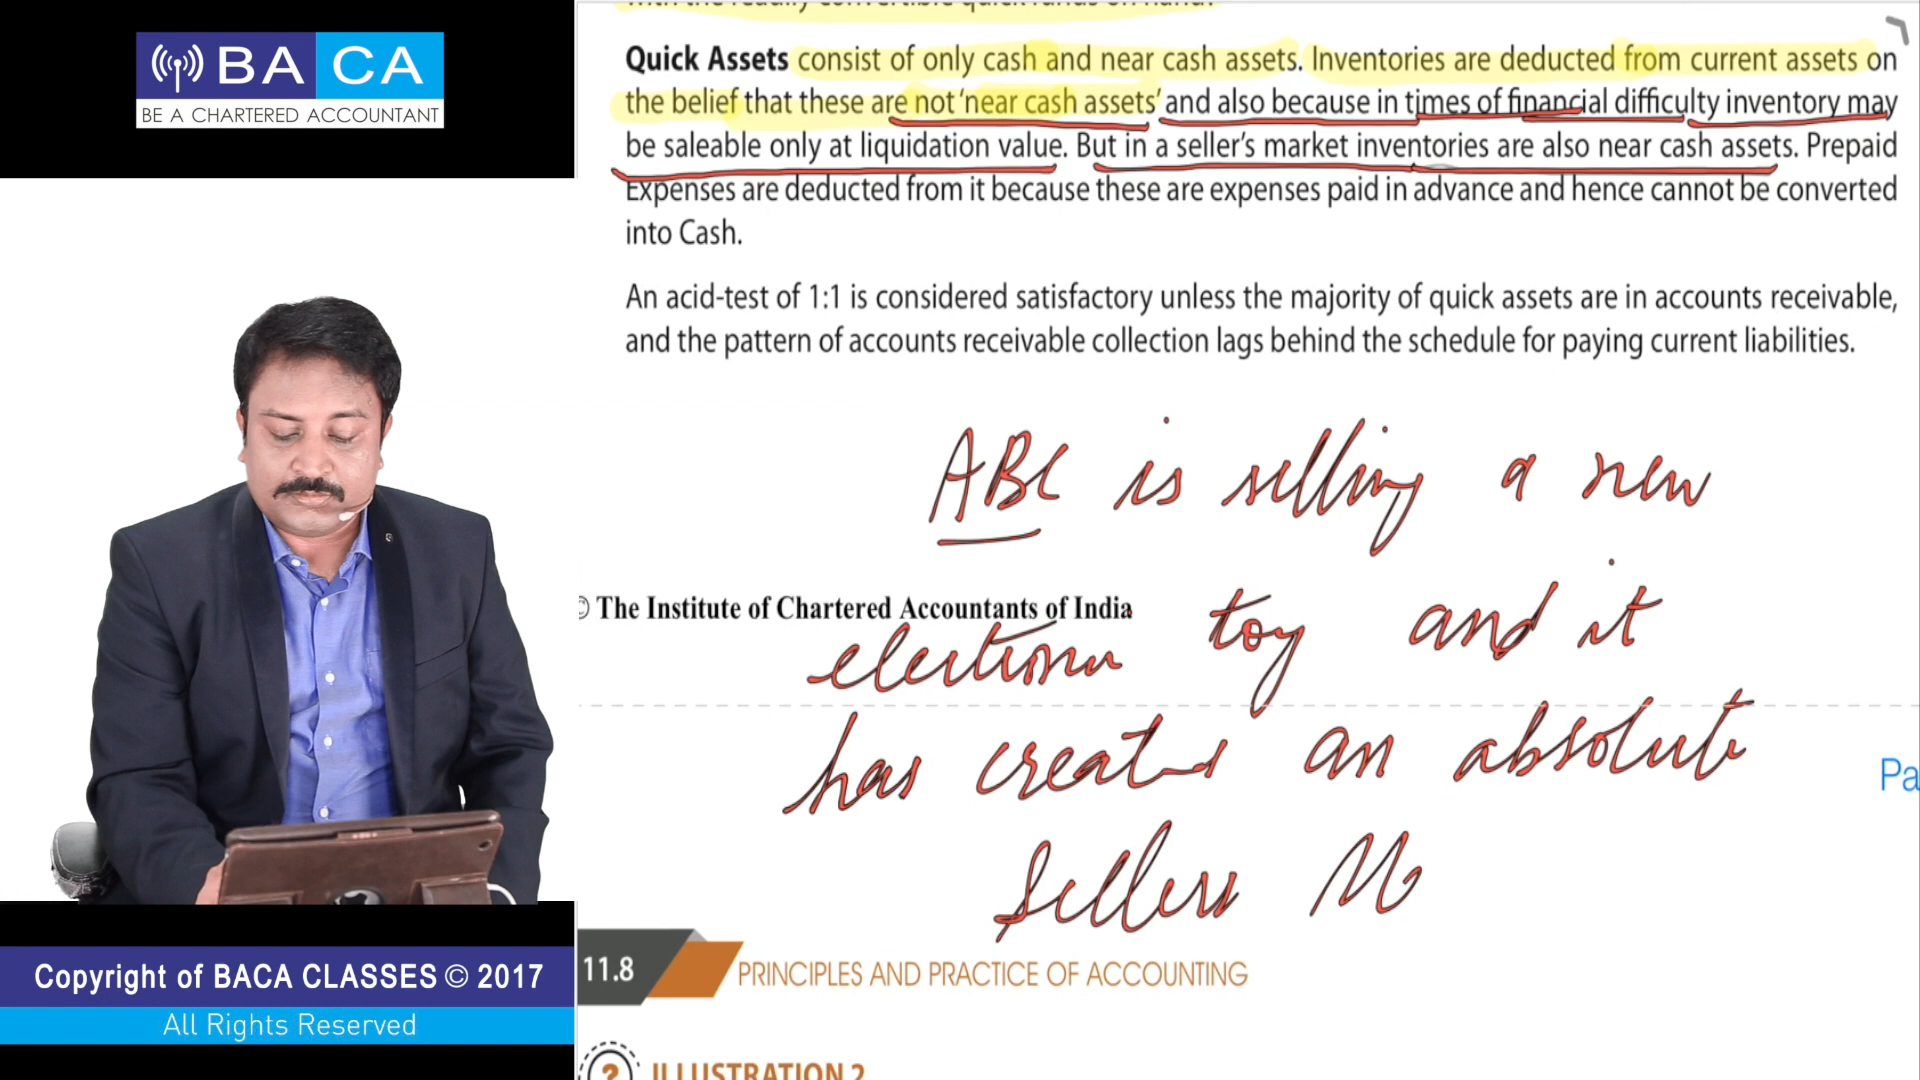 BACA
BE A CHARTERED ACCOUNTANT
Quick Assets consist of only cash and near cash assets. Inventories are deducted from current assets on
the belief that these are not ‘near cash assets’ and also because in times of financial difficulty inventory may
be saleable only at liquidation value. But in a seller’s market inventories are also near cash assets. Prepaid
Expenses are deducted from it because these are expenses paid in advance and hence cannot be converted
into Cash.
An acid-test of 1:1 is considered satisfactory unless the majority of quick assets are in accounts receivable,
and the pattern of accounts receivable collection lags behind the schedule for paying current liabilities.
ABC is selling a new
© The Institute of Chartered Accountants of India
toy and it
has created an absolute
Pa
Sellers M
11.8 PRINCIPLES AND PRACTICE OF ACCOUNTING
? ILLUSTRATION 2
Copyright of BACA CLASSES © 2017
All Rights Reserved